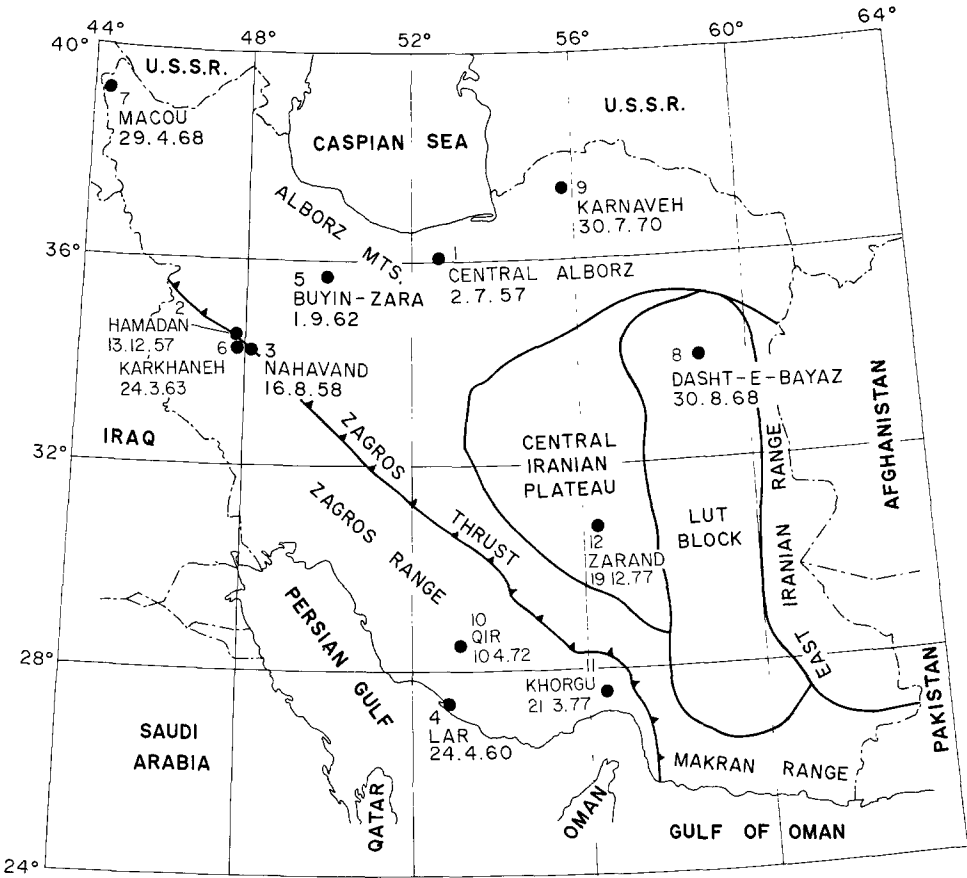 44°
48°
52°
56°
60°
64°
40°
U.S.S.R.
U.S.S.R.
7
MACOU
29.4.68
CASPIAN SEA
9
KARNAVEH
30.7.70
ALBORZ MTS.
36°
1
CENTRAL ALBORZ
2.7.57
5
BUYIN-ZARA
1.9.62
2
HAMADAN
13.12.57
6
KARKHANEH
24.3.63
3
NAHAVAND
16.8.58
8
DASHT-E-BAYAZ
30.8.68
IRAQ
AFGHANISTAN
32°
ZAGROS THRUST
ZAGROS RANGE
CENTRAL
IRANIAN
PLATEAU
LUT
BLOCK
EAST IRANIAN RANGE
12
ZARAND
19 12.77
PERSIAN GULF
10
QIR
10 4.72
28°
11
KHORGU
21 3.77
4
LAR
24.4.60
SAUDI
ARABIA
QATAR
OMAN
MAKRAN RANGE
PAKISTAN
GULF OF OMAN
24°